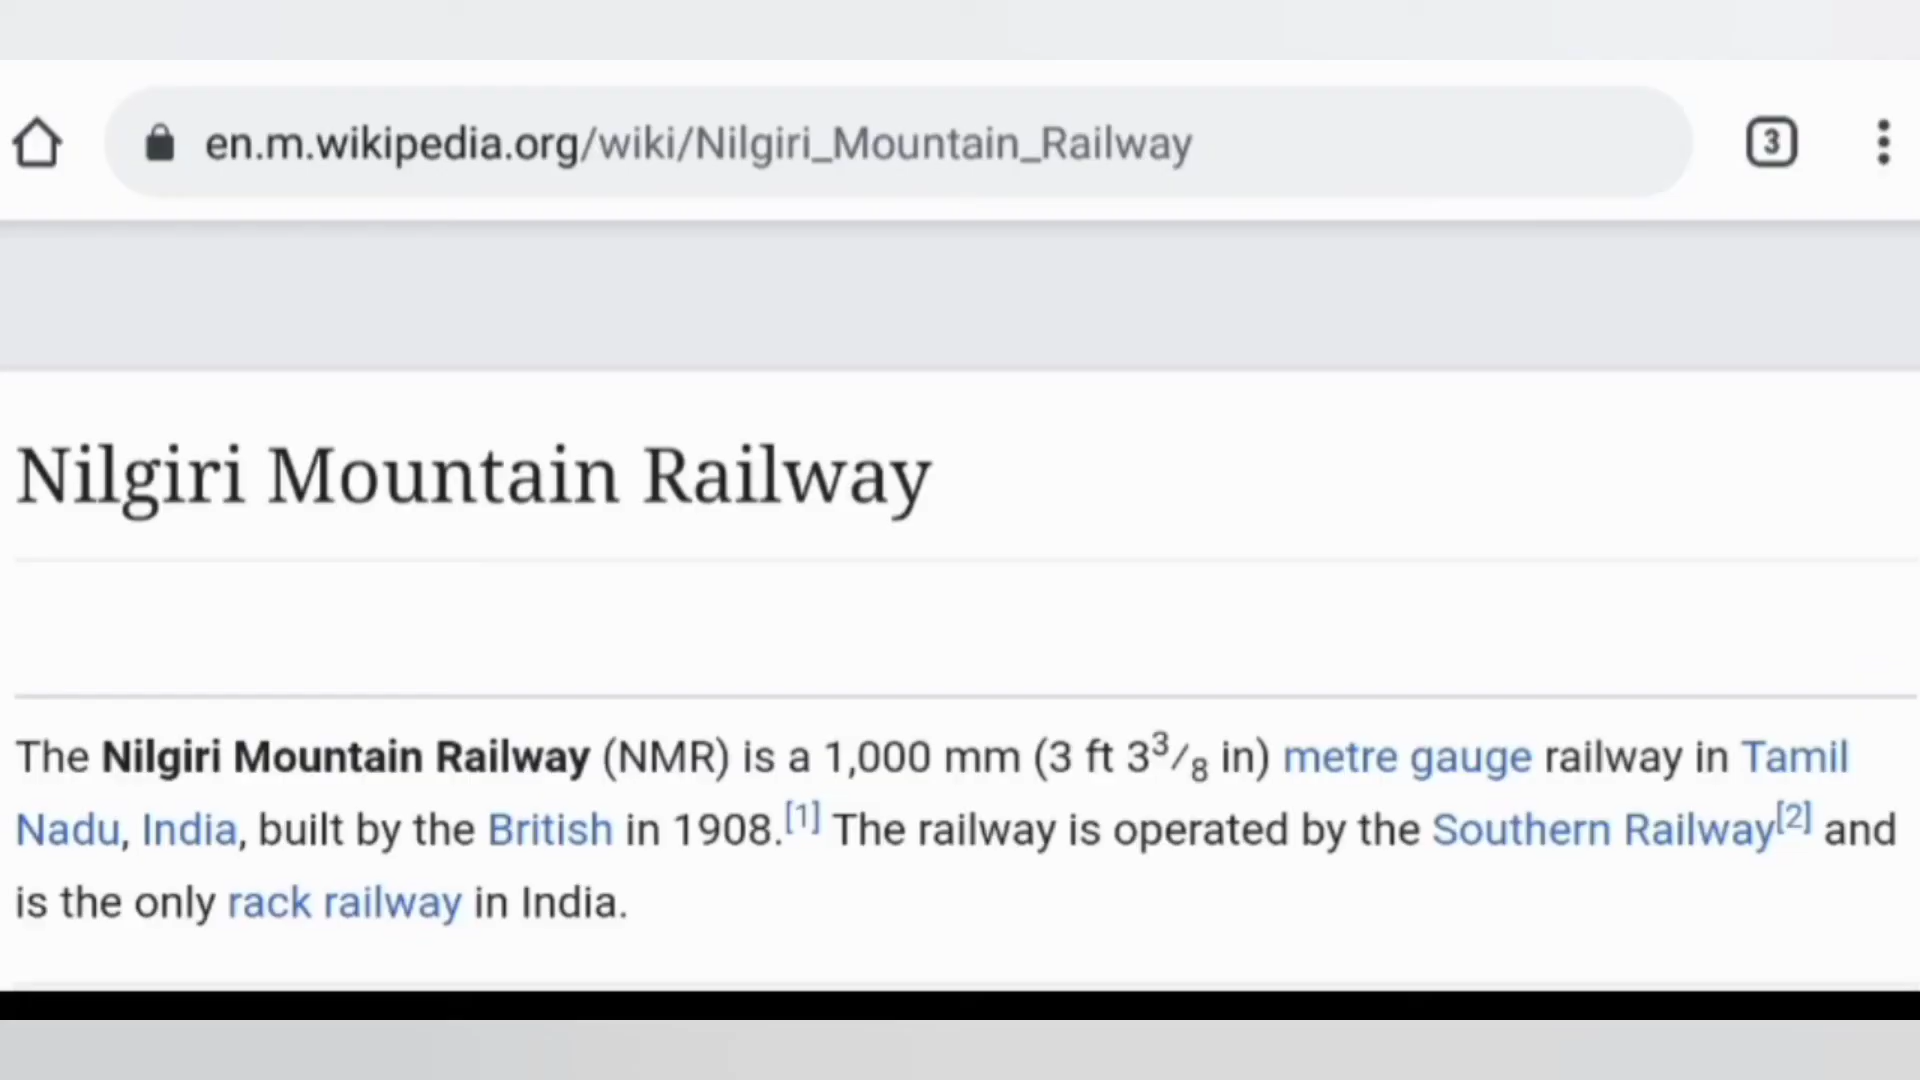 en.m.wikipedia.org/wiki/Nilgiri_Mountain_Railway 3
Nilgiri Mountain Railway
The Nilgiri Mountain Railway (NMR) is a 1,000 mm (3 ft 3 3⁄8 in) metre gauge railway in Tamil
Nadu, India, built by the British in 1908.[1] The railway is operated by the Southern Railway[2] and
is the only rack railway in India.